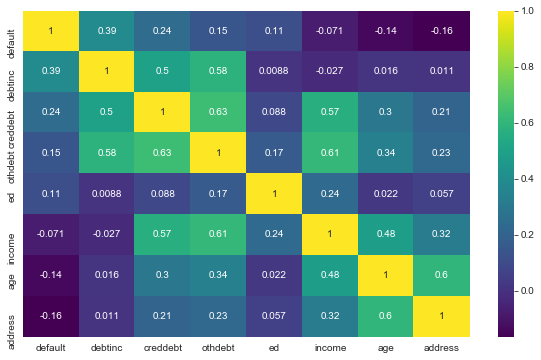 default 1 0.39 0.24 0.15 0.11 -0.071 -0.14 -0.16
debtinc 0.39 1 0.5 0.58 0.0088 -0.027 0.016 0.011
creddebt 0.24 0.5 1 0.63 0.088 0.57 0.3 0.21
othdebt 0.15 0.58 0.63 1 0.17 0.61 0.34 0.23
ed 0.11 0.0088 0.088 0.17 1 0.24 0.022 0.057
income -0.071 -0.027 0.57 0.61 0.24 1 0.48 0.32
age -0.14 0.016 0.3 0.34 0.022 0.48 1 0.6
address -0.16 0.011 0.21 0.23 0.057 0.32 0.6 1
default debtinc creddebt othdebt ed income age address
1.0
0.8
0.6
0.4
0.2
0.0